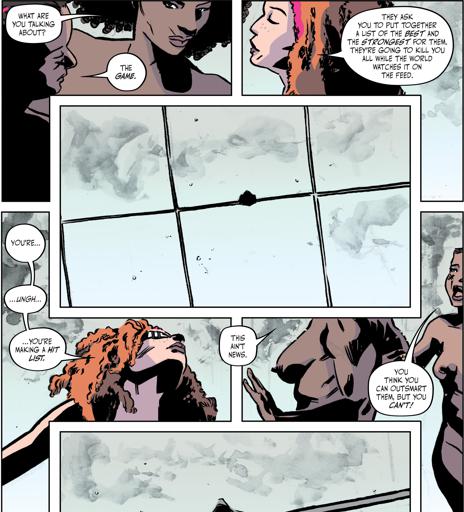 WHAT ARE
YOU TALKING
ABOUT?
THE
GAME.
THEY ASK
YOU TO PUT TOGETHER
A LIST OF THE BEST AND
THE STRONGEST FOR THEM.
THEY'RE GOING TO KILL YOU
ALL WHILE THE WORLD
WATCHES IT ON
THE FEED.
YOU'RE...
...UNGH...
...YOU'RE
MAKING A HIT
LIST.
THIS
AIN'T
NEWS.
YOU
THINK YOU
CAN OUTSMART
THEM, BUT YOU
CAN'T!